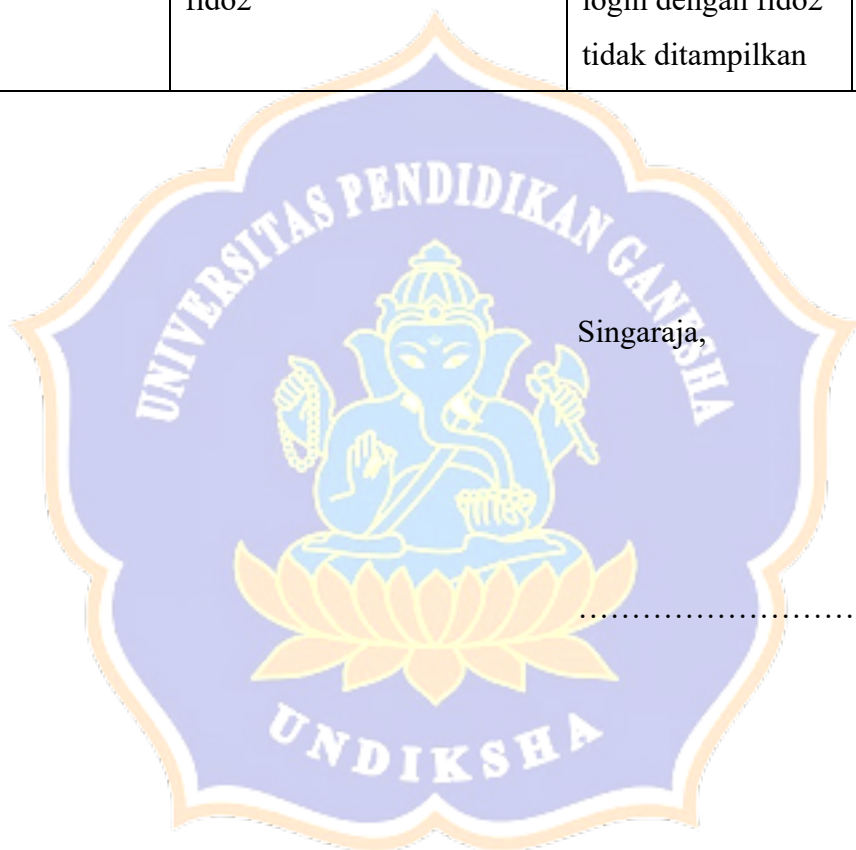 fido2
login dengan fido2
tidak ditampilkan
UNIVERSITAS PENDIDIKAN GANESHA
Singaraja,
……………………
UNDIKSHA